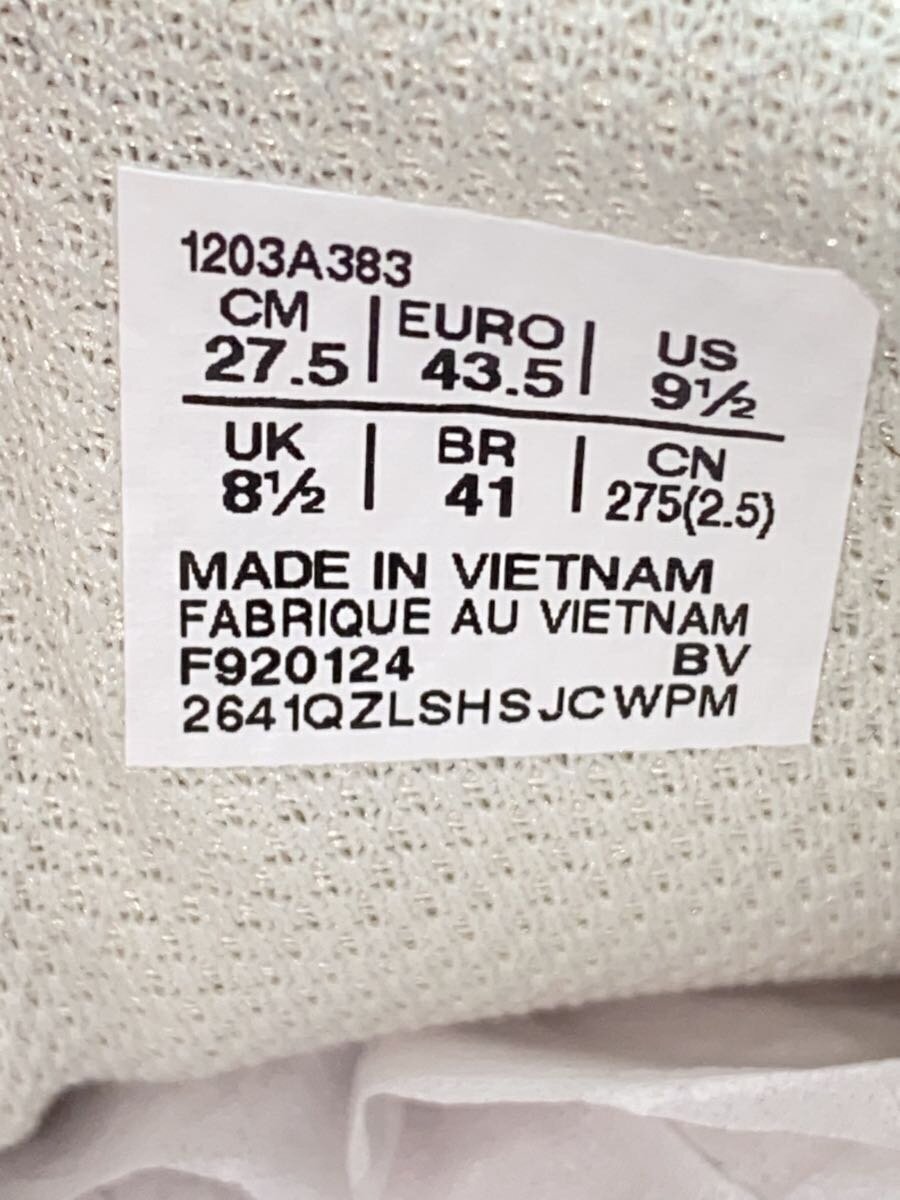 1203A383
CM | EURO | US
27.5 | 43.5 | 9½
UK | BR | CN
8½ | 41 | 275(2.5)
MADE IN VIETNAM
FABRIQUE AU VIETNAM
F920124 BV
2641QZLSHSJCWPM